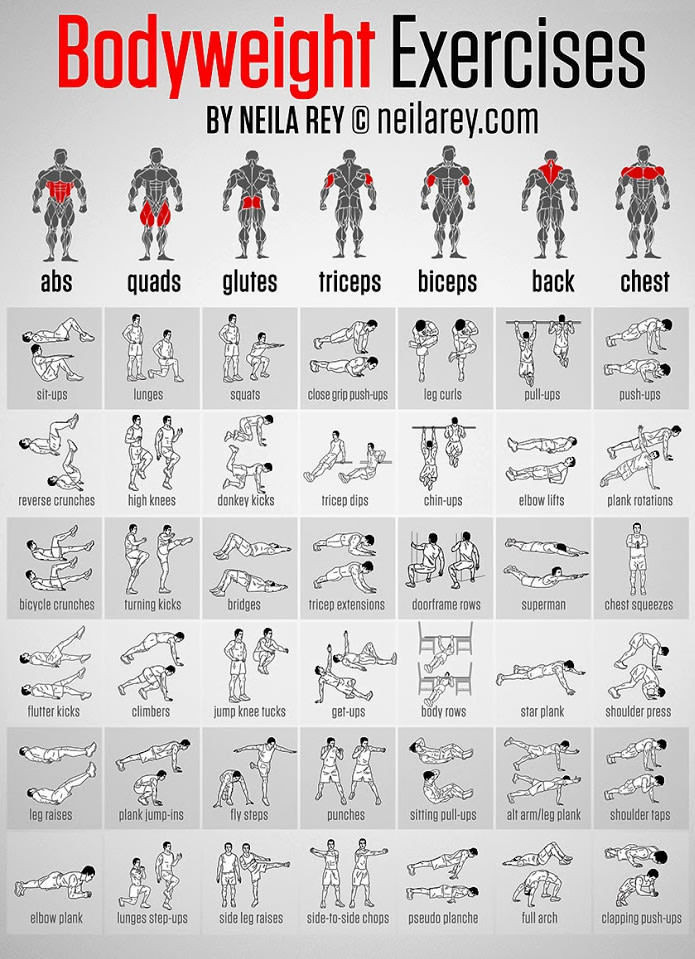 Bodyweight Exercises
BY NEILA REY © neilarey.com
abs quads glutes triceps biceps back chest
sit-ups lunges squats close grip push-ups leg curls pull-ups push-ups
reverse crunches high knees donkey kicks tricep dips chin-ups elbow lifts plank rotations
bicycle crunches turning kicks bridges tricep extensions doorframe rows superman chest squeezes
flutter kicks climbers jump knee tucks get-ups body rows star plank shoulder press
leg raises plank jump-ins fly steps punches sitting pull-ups alt arm/leg plank shoulder taps
elbow plank lunges step-ups side leg raises side-to-side chops pseudo planche full arch clapping push-ups